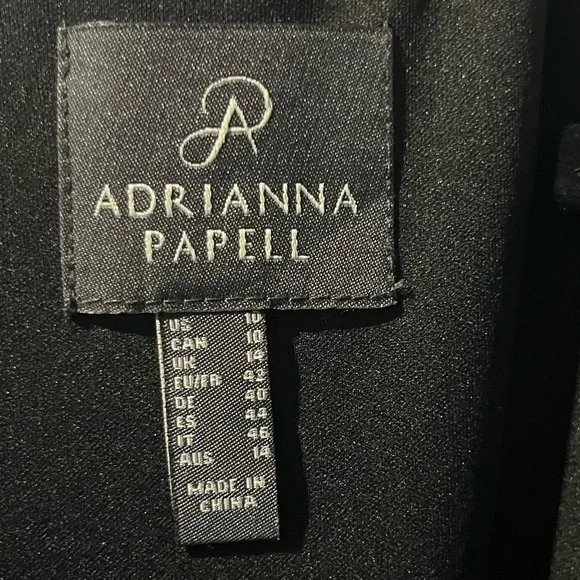 ADRIANNA
PAPELL
US 10
CAN 10
UK 14
EU/FR 42
DE 40
ES 44
IT 46
AUS 14
MADE IN
CHINA